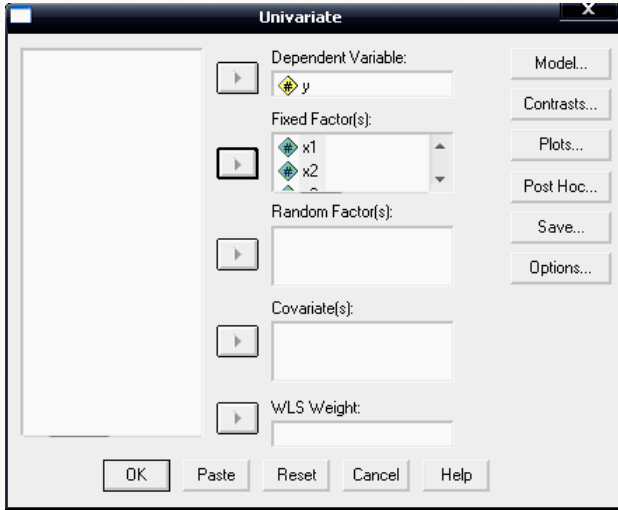 Univariate
X
Dependent Variable:
# y
Model...
Contrasts...
Fixed Factor(s):
# x1
# x2
Plots...
Post Hoc...
Random Factor(s):
Save...
Options...
Covariate(s):
WLS Weight:
OK
Paste
Reset
Cancel
Help